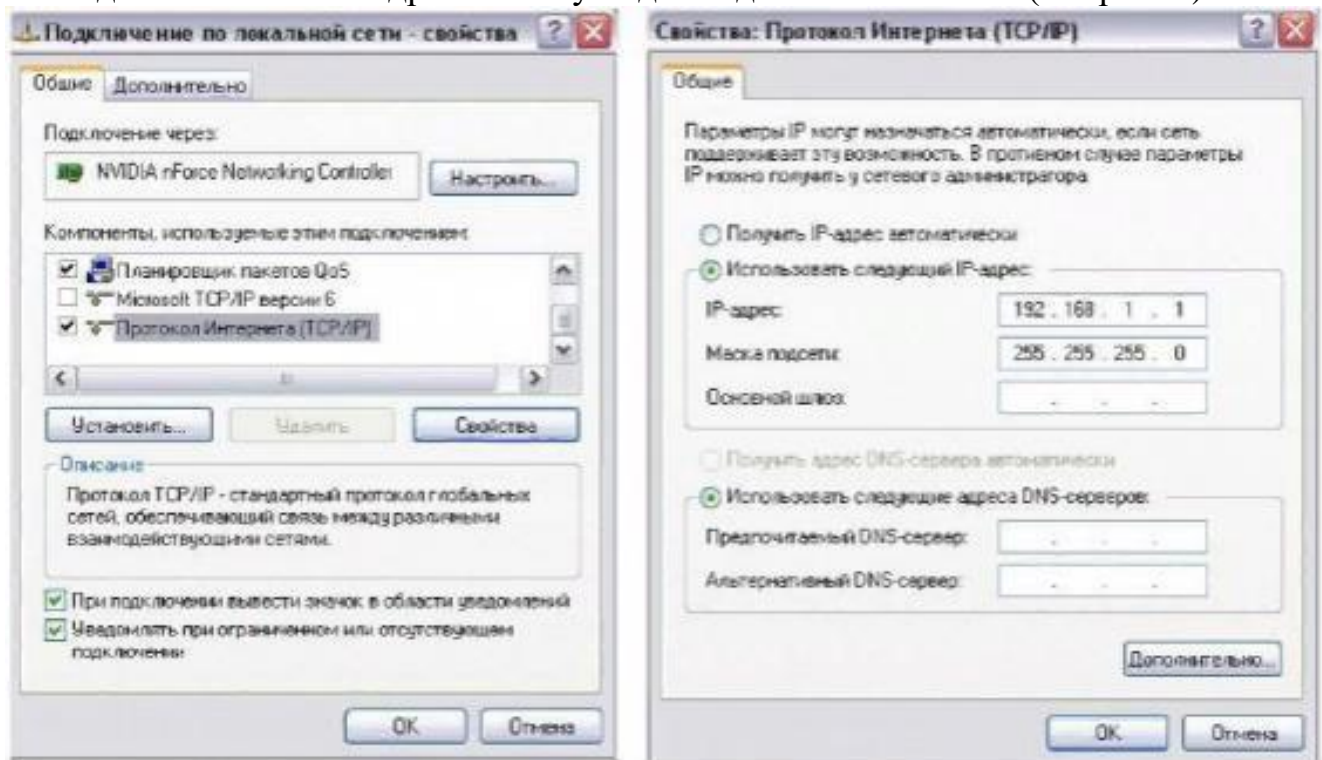 Подключение по локальной сети - свойства
Общие Дополнительно
Подключение через:
NVIDIA nForce Networking Controller
Настроить...
Компоненты, используемые этим подключением:
Планировщик пакетов QoS
Microsoft TCP/IP версии 6
Протокол Интернета (TCP/IP)
Установить... Удалить Свойства
Описание
Протокол TCP/IP - стандартный протокол глобальных
сетей, обеспечивающий связь между различными
взаимодействующими сетями.
При подключении вывести значок в области уведомлений
Уведомлять при ограниченном или отсутствующем
подключении
OK Отмена
Свойства: Протокол Интернета (TCP/IP)
Общие
Параметры IP могут назначаться автоматически, если сеть
поддерживает эту возможность. В противном случае параметры
IP можно получить у сетевого администратора.
Получить IP-адрес автоматически
Использовать следующий IP-адрес:
IP-адрес: 192 . 168 . 1 . 1
Маска подсети: 255 . 255 . 255 . 0
Основной шлюз: . . .
Получить адрес DNS-сервера автоматически
Использовать следующие адреса DNS-серверов:
Предпочитаемый DNS-сервер: . . .
Альтернативный DNS-сервер: . . .
Дополнительно...
OK Отмена